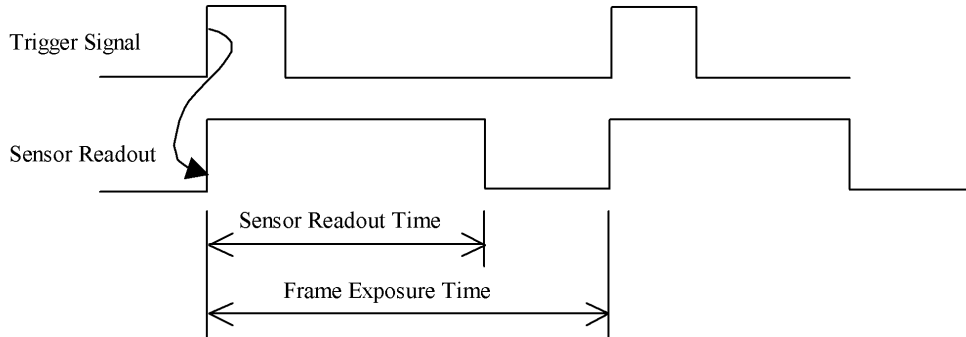 Trigger Signal
Sensor Readout
Sensor Readout Time
Frame Exposure Time